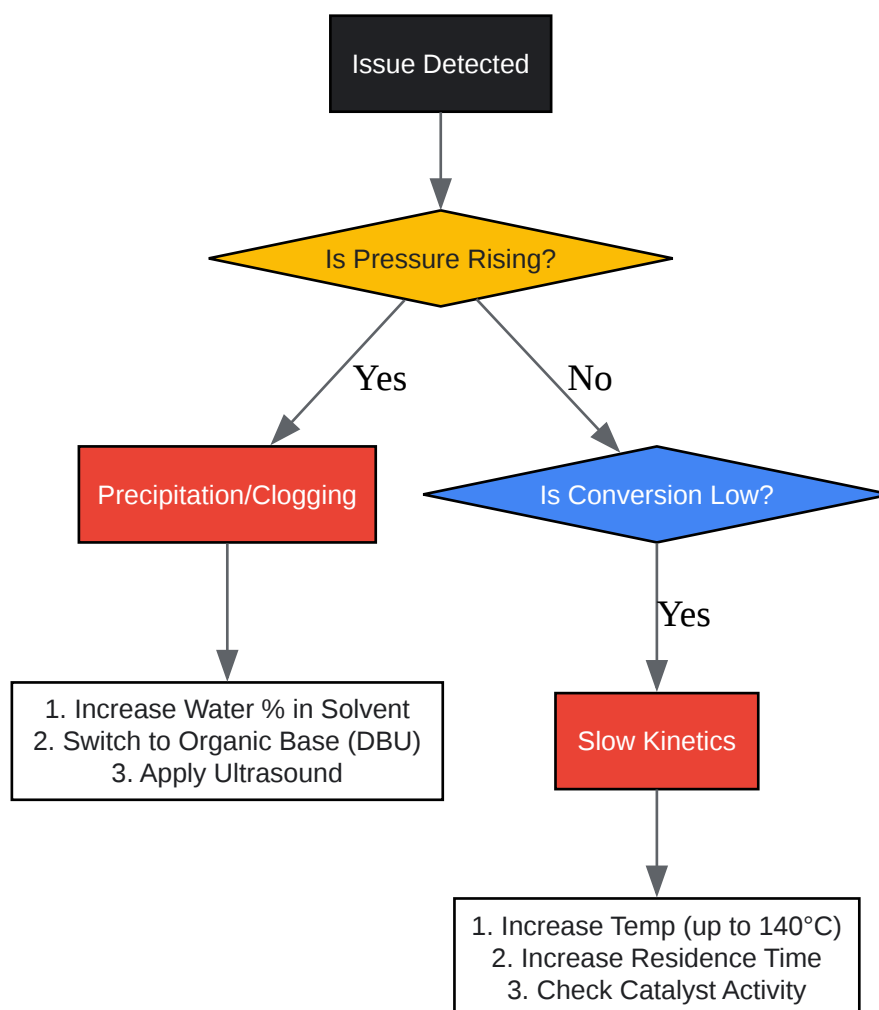 Issue Detected
Is Pressure Rising?
Yes
No
Precipitation/Clogging
Is Conversion Low?
Yes
1. Increase Water % in Solvent
2. Switch to Organic Base (DBU)
3. Apply Ultrasound
Slow Kinetics
1. Increase Temp (up to 140°C)
2. Increase Residence Time
3. Check Catalyst Activity